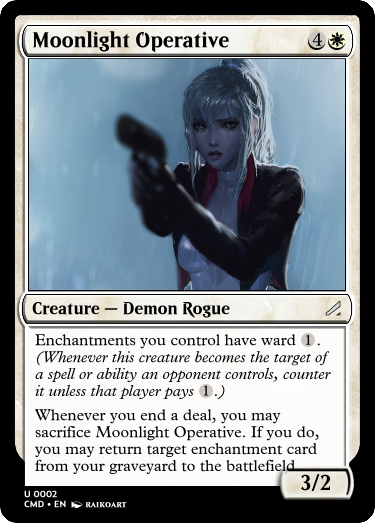 Moonlight Operative 4
Creature — Demon Rogue
Enchantments you control have ward 1.
(Whenever this creature becomes the target
of a spell or ability an opponent controls, counter
it unless that player pays 1.)
Whenever you end a deal, you may
sacrifice Moonlight Operative. If you do,
you may return target enchantment card
from your graveyard to the battlefield.
3/2
U 0002
CMD • EN RAIKOART